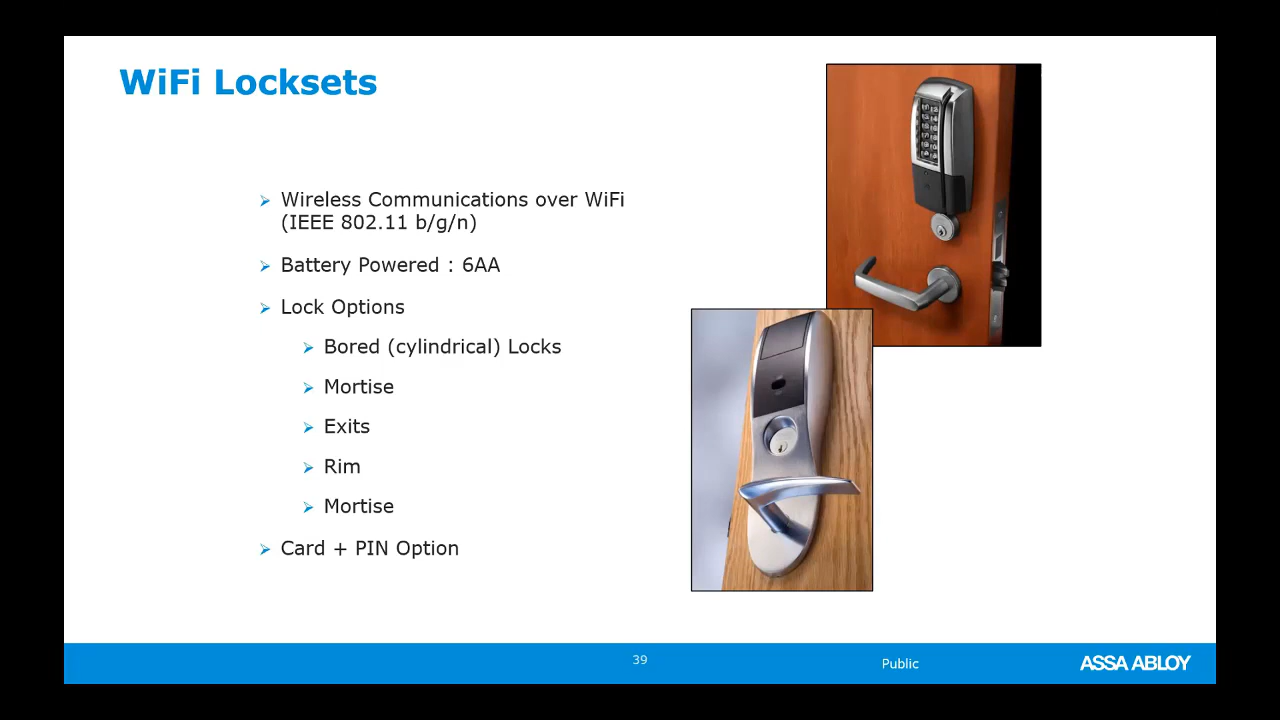 WiFi Locksets
Wireless Communications over WiFi
(IEEE 802.11 b/g/n)
Battery Powered : 6AA
Lock Options
Bored (cylindrical) Locks
Mortise
Exits
Rim
Mortise
Card + PIN Option
39
Public
ASSA ABLOY